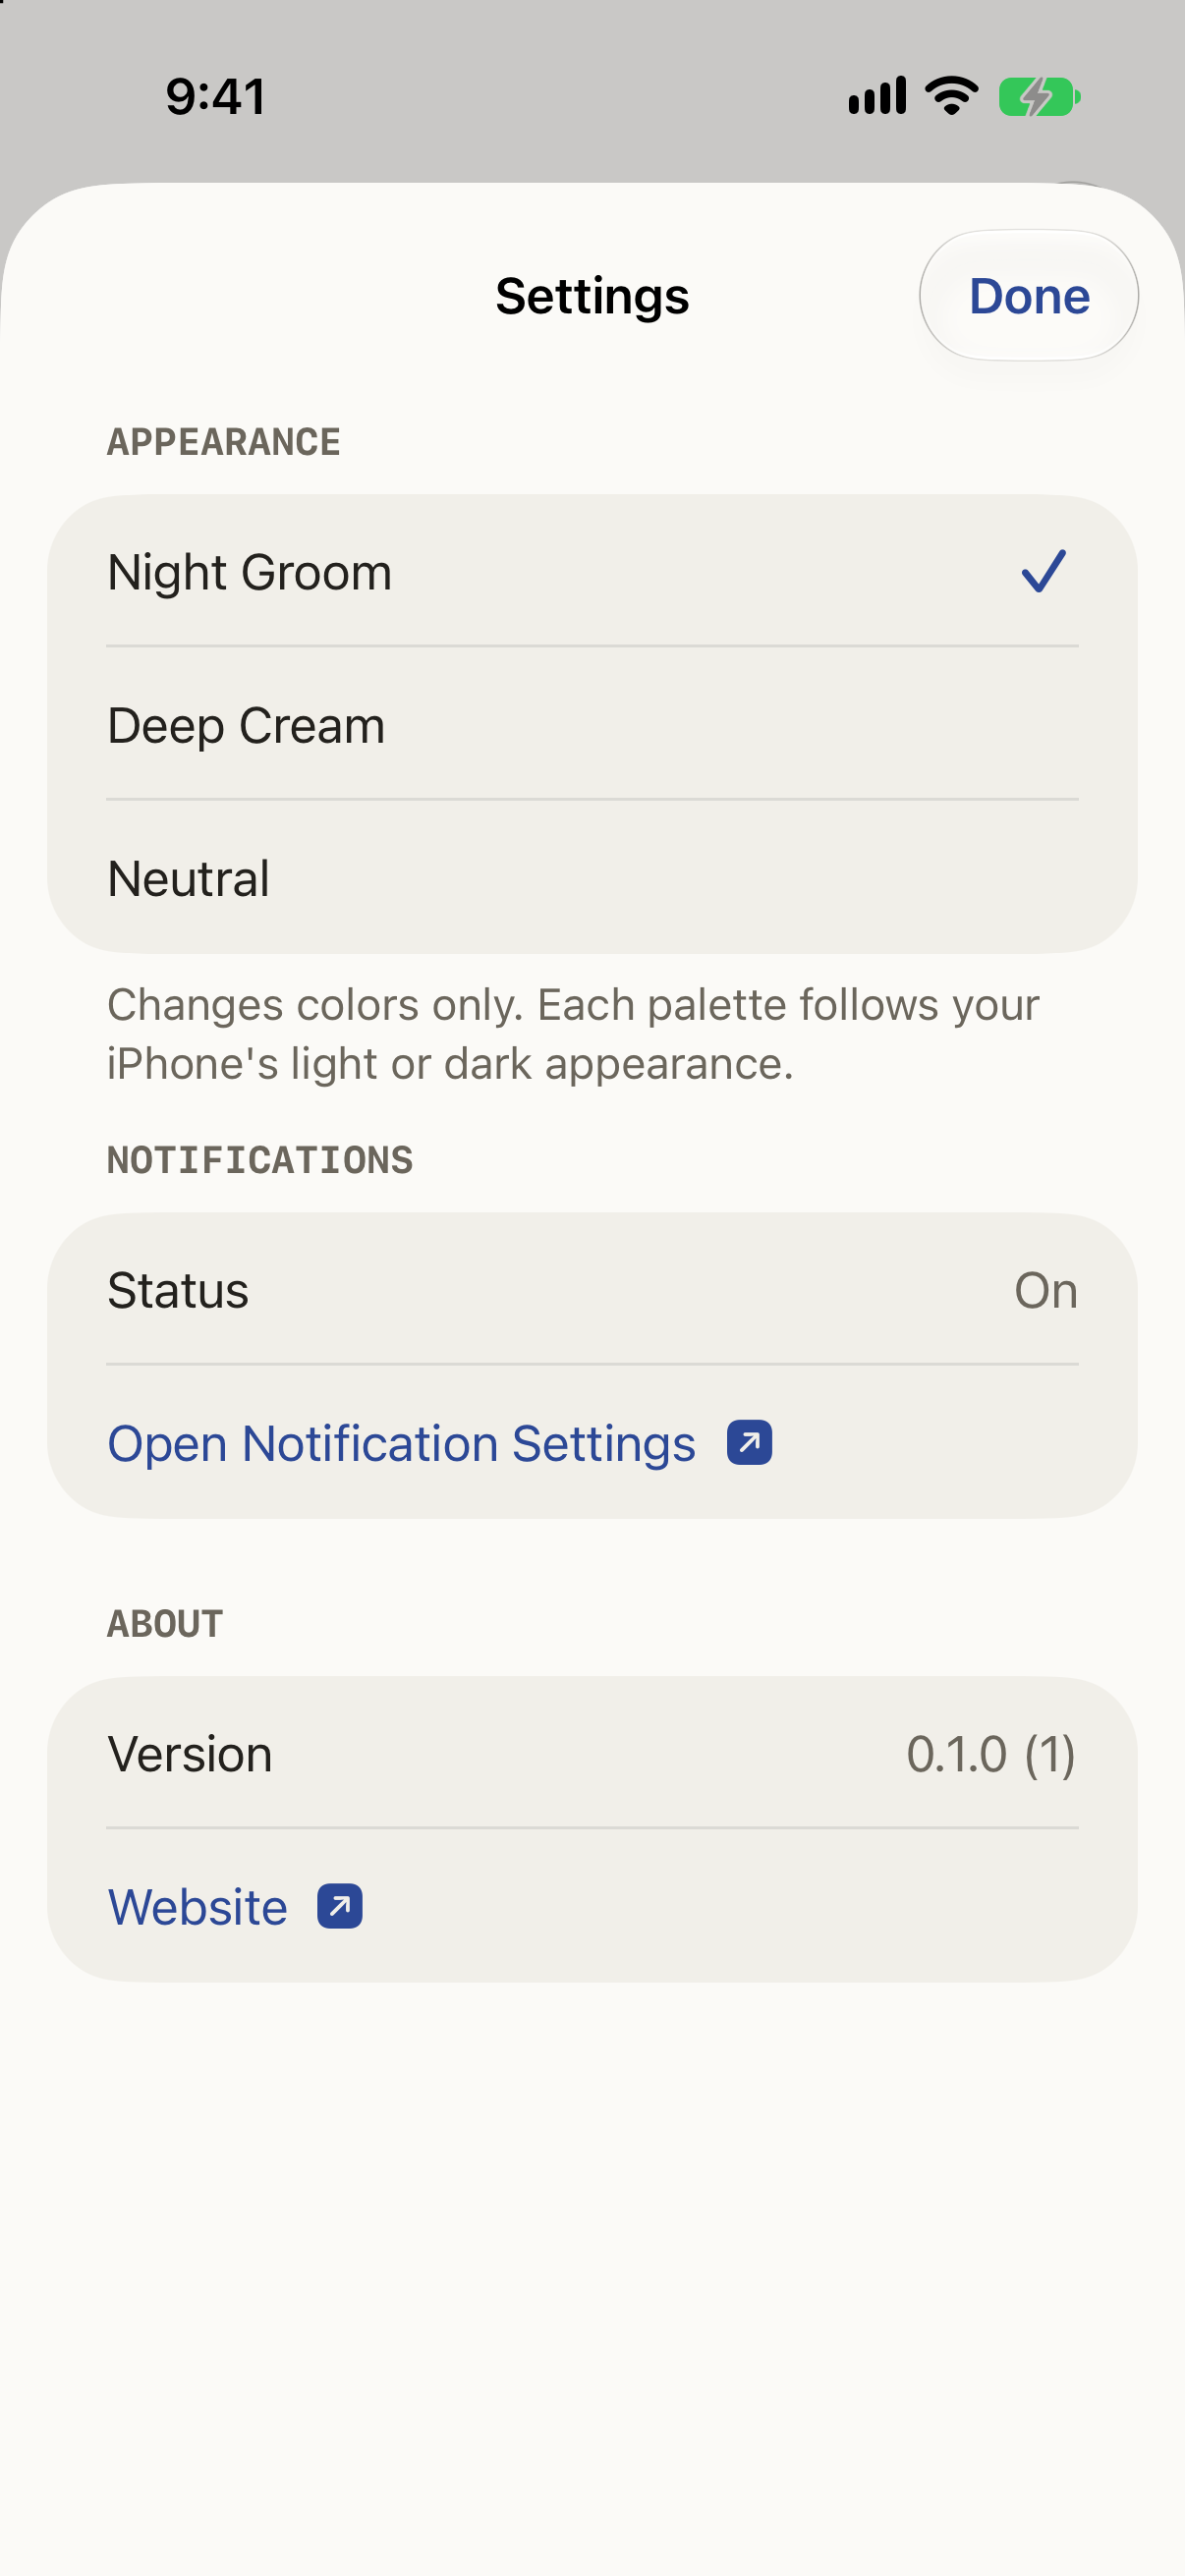 9:41
Settings
Done
APPEARANCE
Night Groom
Deep Cream
Neutral
Changes colors only. Each palette follows your
iPhone's light or dark appearance.
NOTIFICATIONS
Status On
Open Notification Settings
ABOUT
Version 0.1.0 (1)
Website